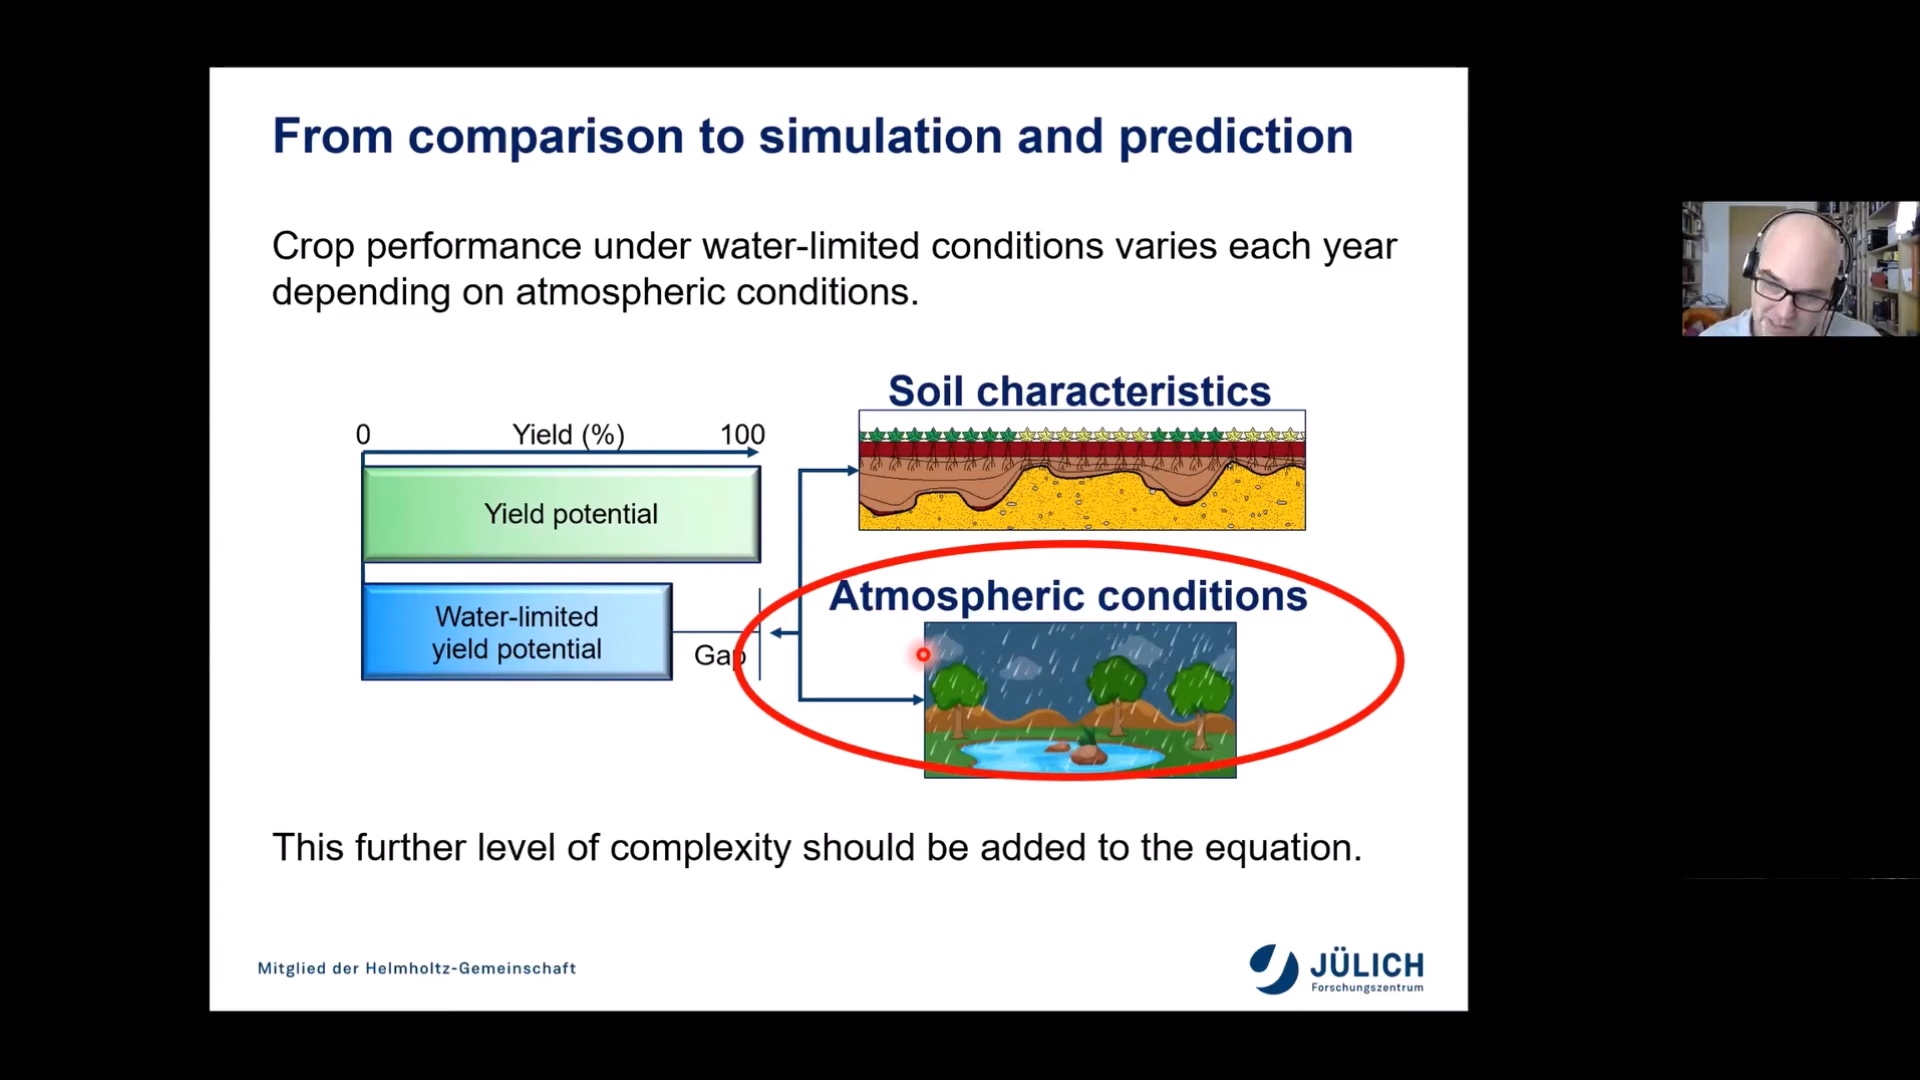 From comparison to simulation and prediction
Crop performance under water-limited conditions varies each year
depending on atmospheric conditions.
Soil characteristics
0 Yield (%) 100
Yield potential
Atmospheric conditions
Water-limited
yield potential
Gap
This further level of complexity should be added to the equation.
Mitglied der Helmholtz-Gemeinschaft
JÜLICH
Forschungszentrum